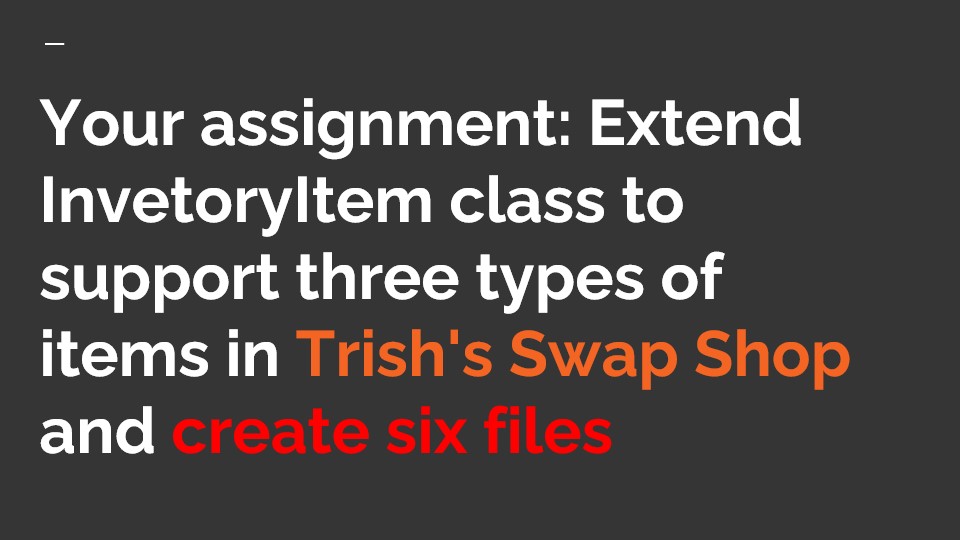 Your assignment: Extend
InvetoryItem class to
support three types of
items in Trish's Swap Shop
and create six files